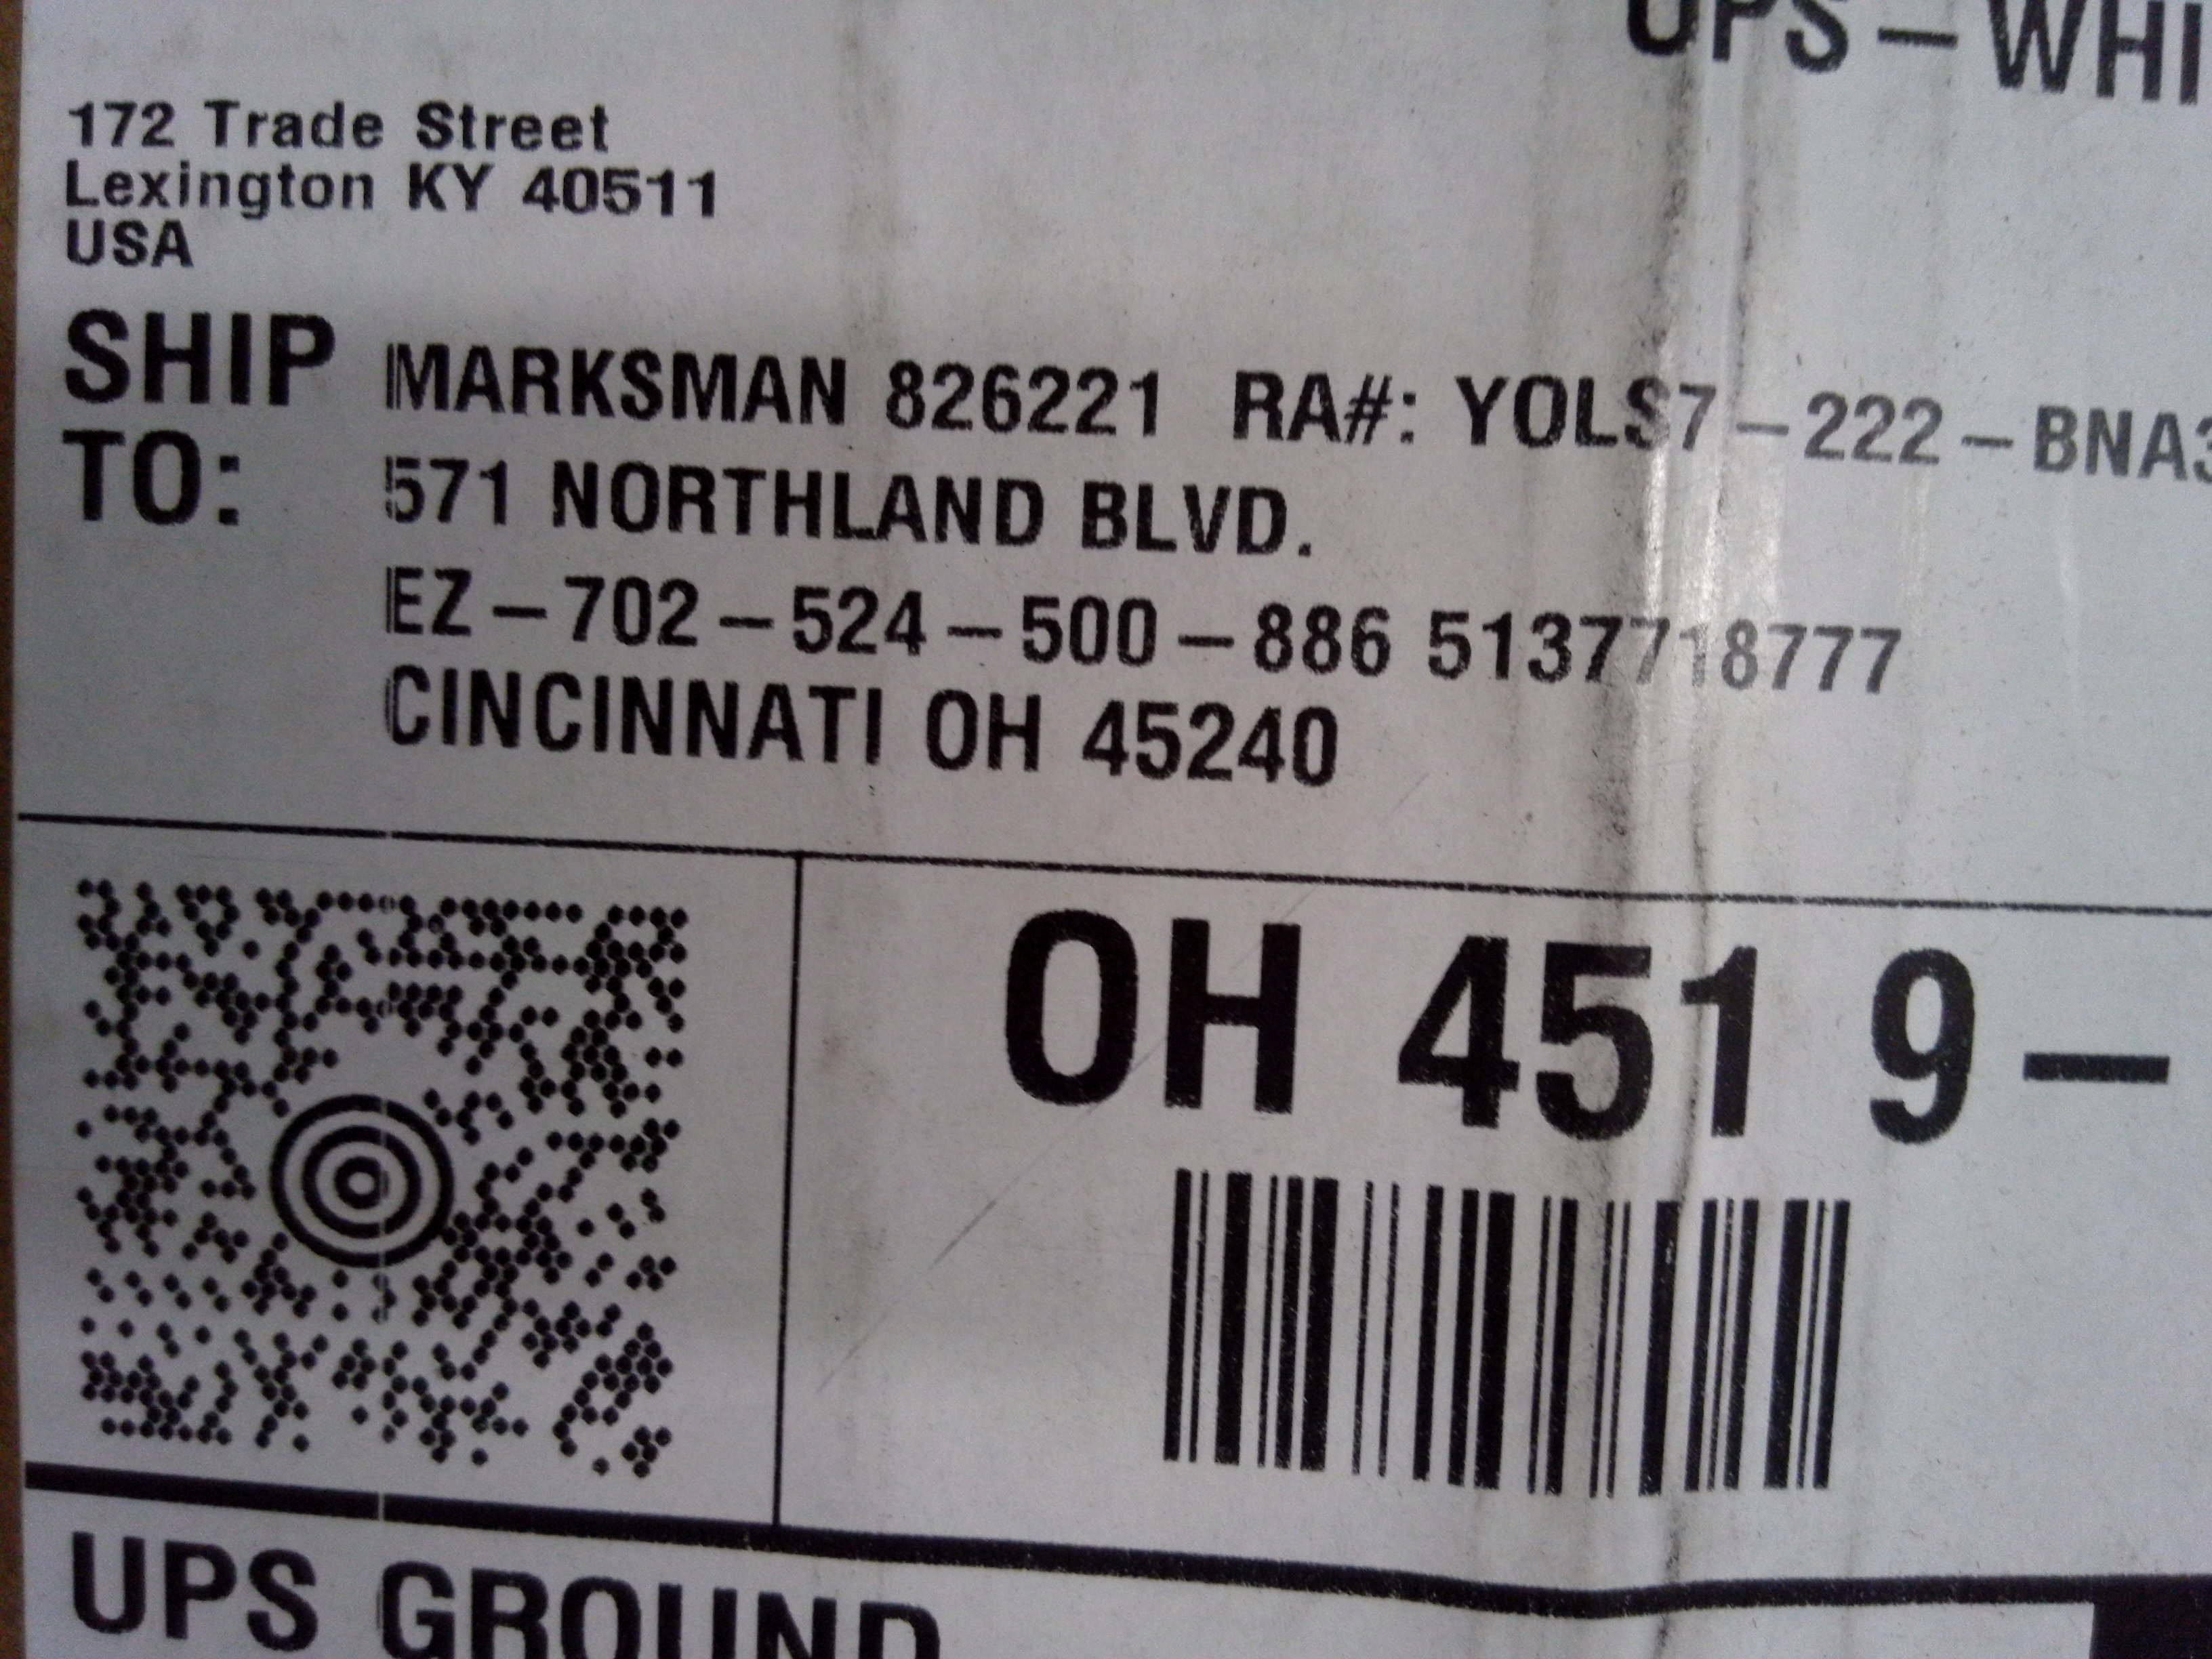 UPS-WHI
172 Trade Street
Lexington KY 40511
USA
SHIP TO:
MARKSMAN 826221 RA#: YOLS7-222-BNA3
571 NORTHLAND BLVD.
EZ-702-524-500-886 5137718777
CINCINNATI OH 45240
OH 451 9-
UPS GROUND